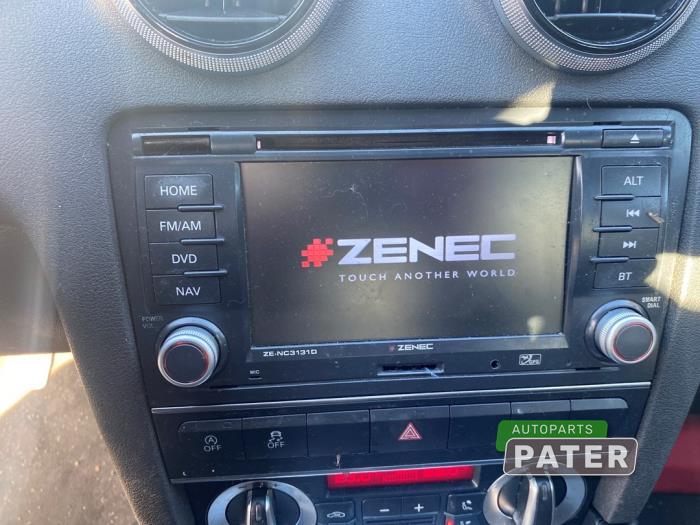 HOME
FM/AM
DVD
NAV
POWER
VOL
ZENEC
TOUCH ANOTHER WORLD
ALT
BT
SMART
DIAL
ZE-NC3131D
ZENEC
MIC
GPS
OFF
OFF
AUTOPARTS
PATER